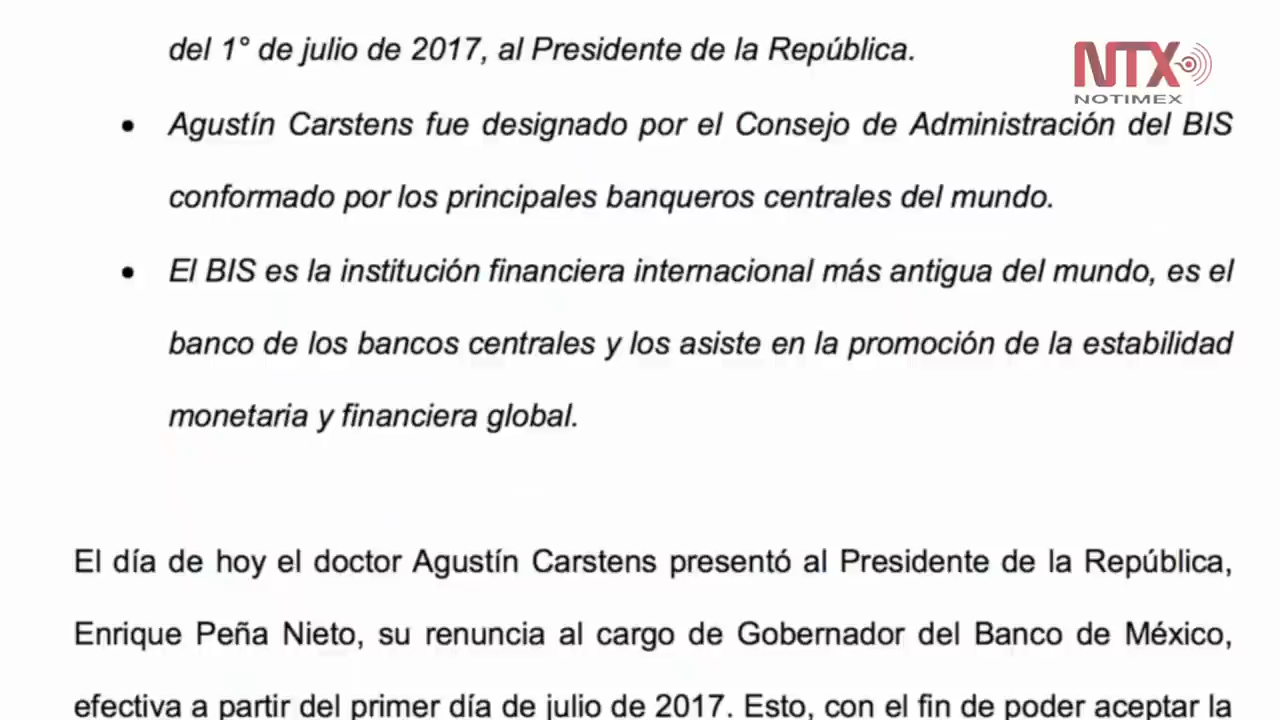 del 1° de julio de 2017, al Presidente de la República.
NTX
NOTIMEX
• Agustín Carstens fue designado por el Consejo de Administración del BIS
conformado por los principales banqueros centrales del mundo.
• El BIS es la institución financiera internacional más antigua del mundo, es el
banco de los bancos centrales y los asiste en la promoción de la estabilidad
monetaria y financiera global.
El día de hoy el doctor Agustín Carstens presentó al Presidente de la República,
Enrique Peña Nieto, su renuncia al cargo de Gobernador del Banco de México,
efectiva a partir del primer día de julio de 2017. Esto, con el fin de poder aceptar la